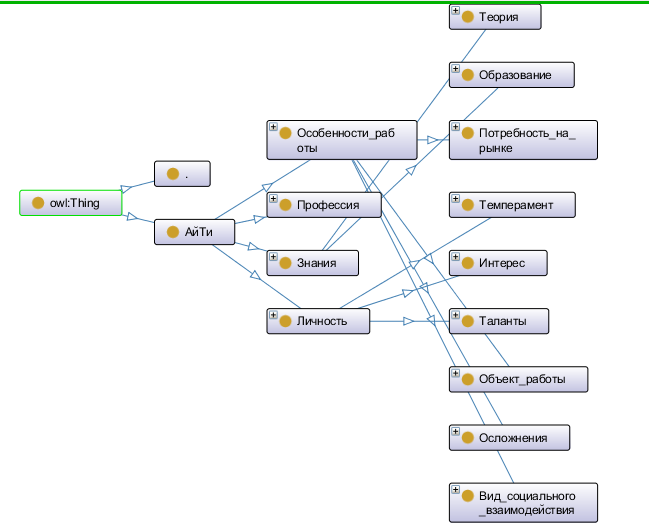 Теория
Образование
Особенности_раб
оты
Потребность_на_
рынке
.
owl:Thing
Профессия
Темперамент
АйТи
Знания
Интерес
Личность
Таланты
Объект_работы
Осложнения
Вид_социального
_взаимодействия